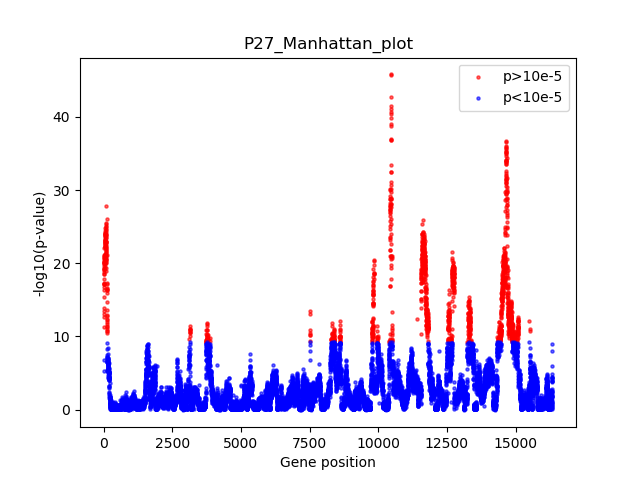 P27_Manhattan_plot
p>10e-5
p<10e-5
-log10(p-value)
40
30
20
10
0
0 2500 5000 7500 10000 12500 15000
Gene position